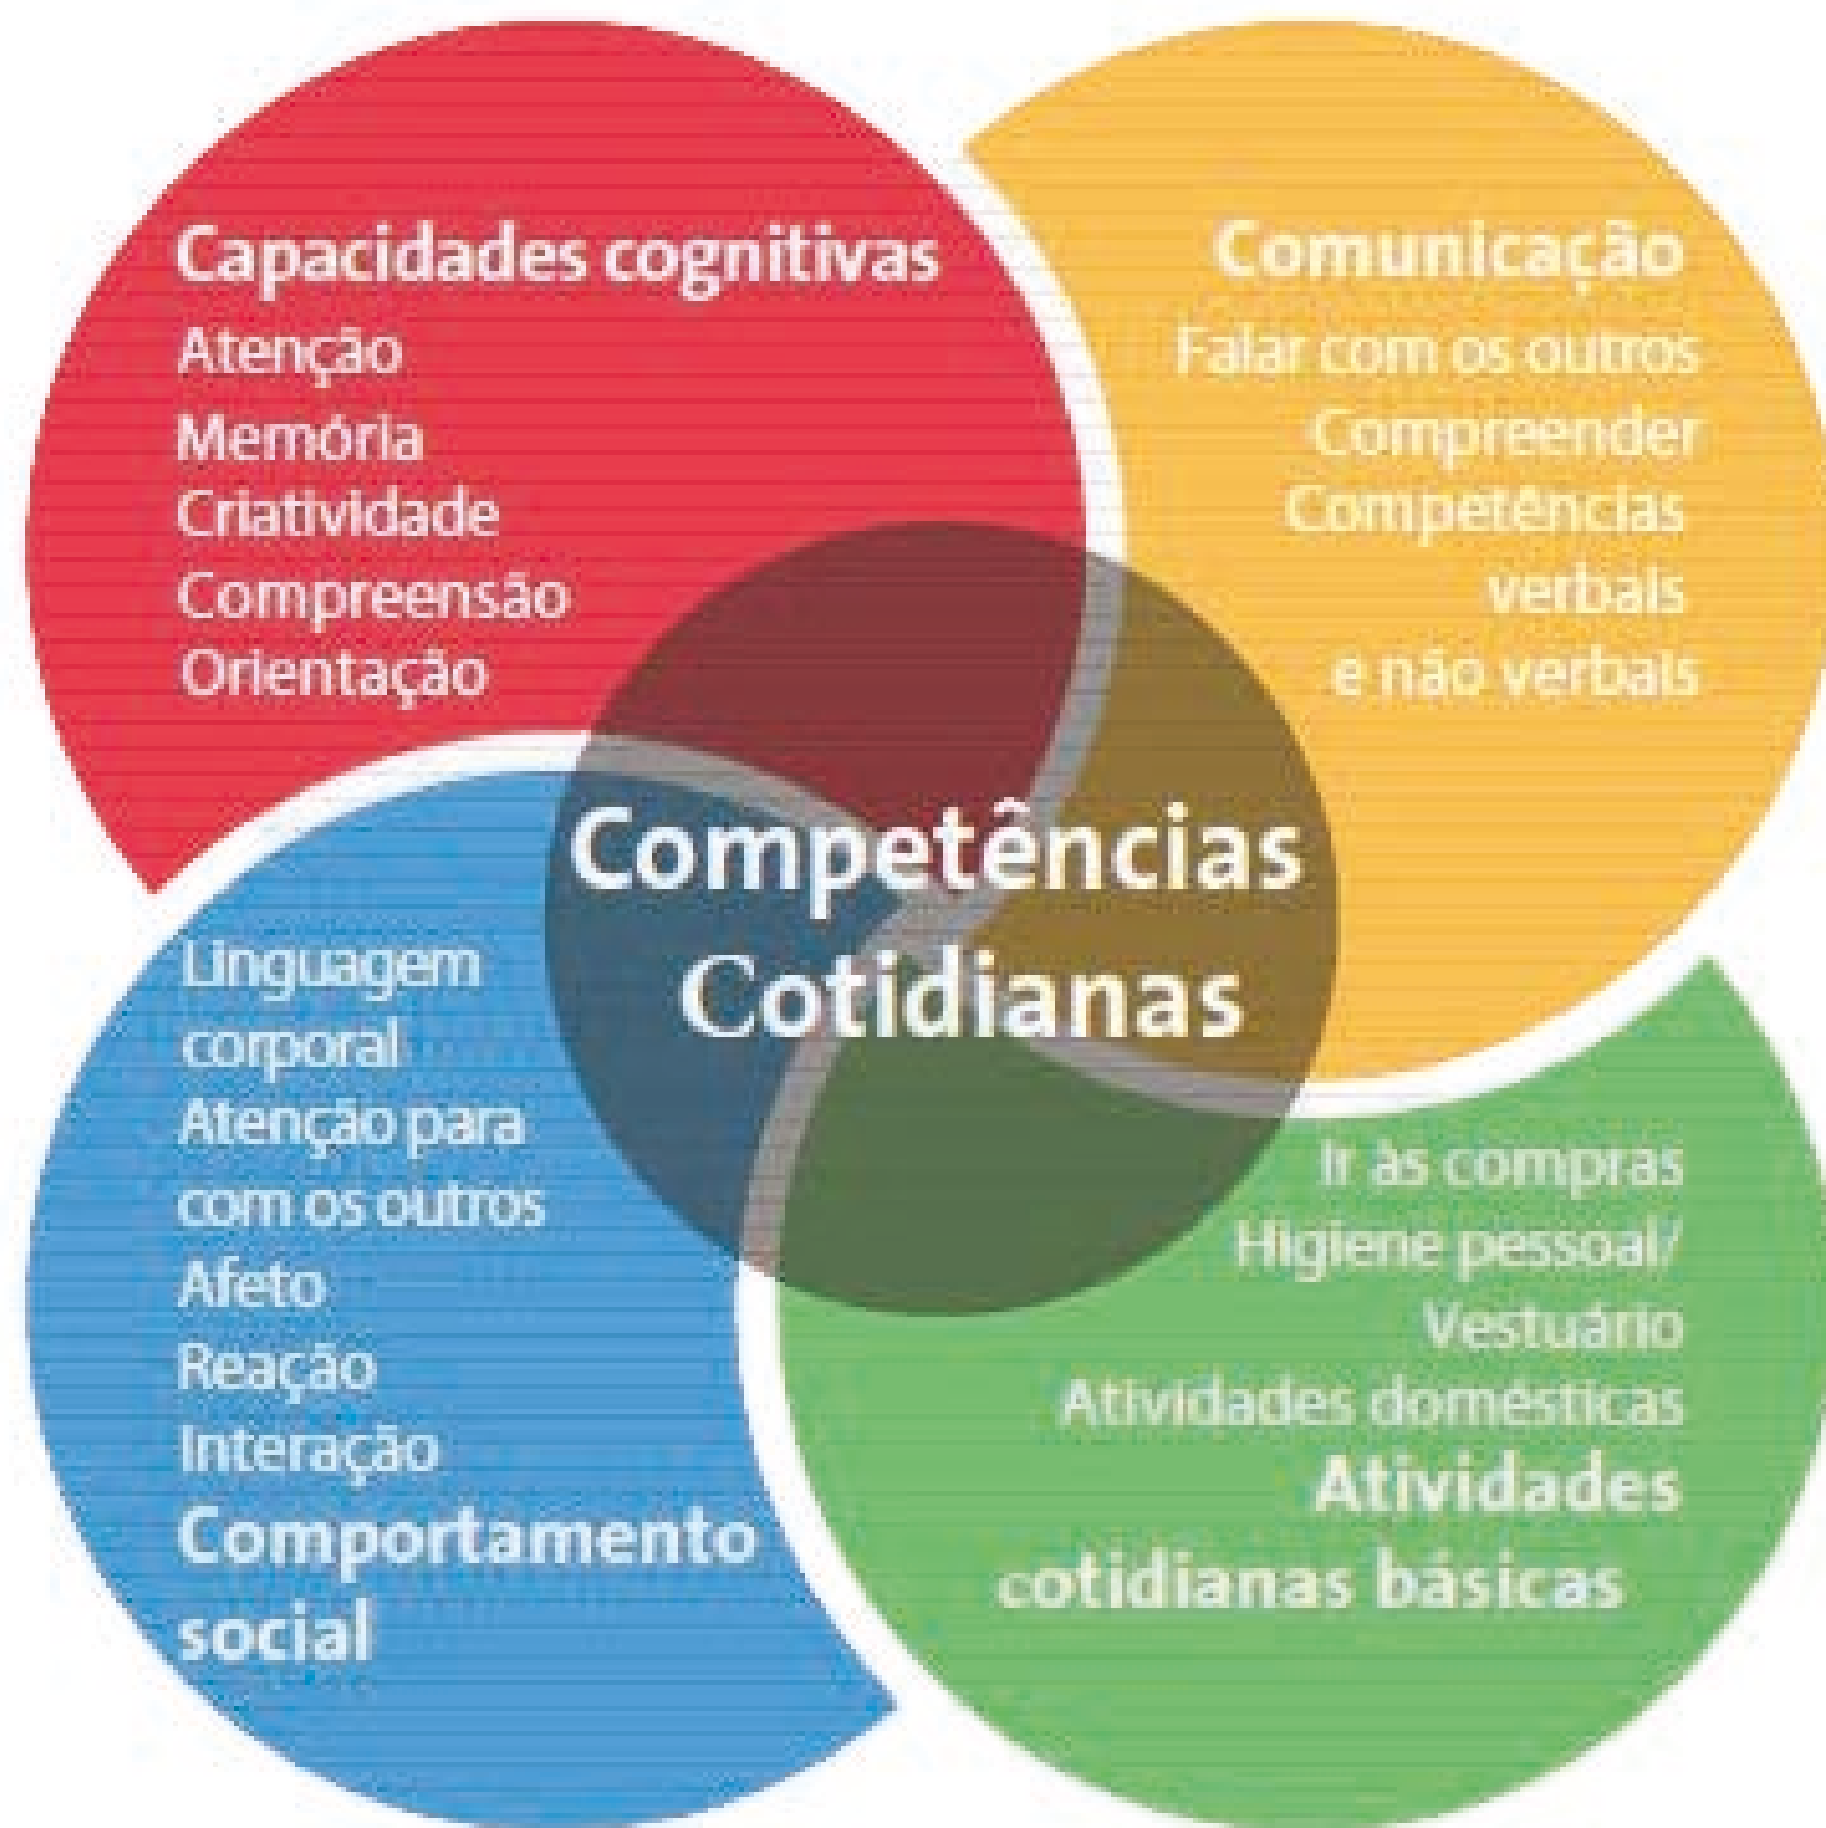 Capacidades cognitivas
Atenção
Memória
Criatividade
Compreensão
Orientação
Comunicação
Falar com os outros
Compreender
Competências
verbais
e não verbais
Competências
Cotidianas
Linguagem
corporal
Atenção para
com os outros
Afeto
Reação
Interação
Comportamento
social
Ir às compras
Higiene pessoal/
Vestuário
Atividades domésticas
Atividades
cotidianas básicas